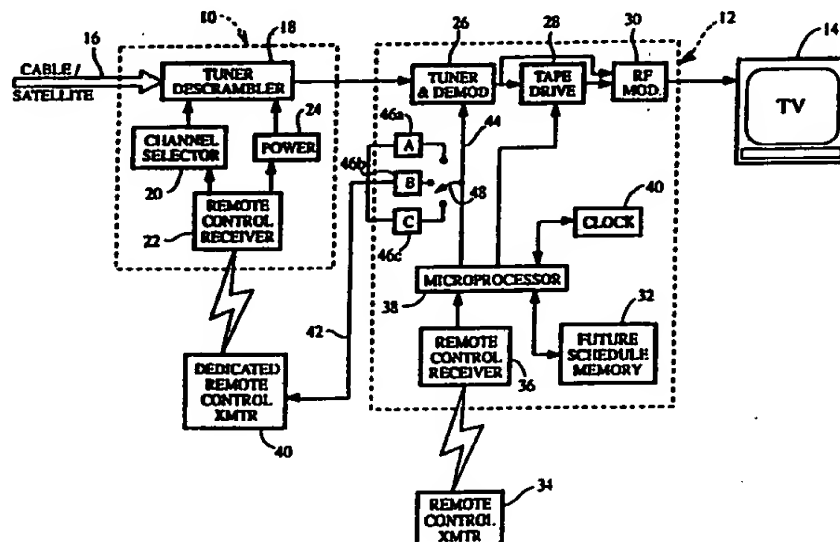 10
18
26
28
30
12
14
16
CABLE/
SATELLITE
TUNER
DESCRAMBLER
TUNER
& DEMOD
TAPE
DRIVE
RF
MOD.
TV
24
46a
44
CHANNEL
SELECTOR
POWER
A
46b
B
48
40
20
C
CLOCK
REMOTE
CONTROL
RECEIVER
22
46c
MICROPROCESSOR
38
32
42
REMOTE
CONTROL
RECEIVER
36
FUTURE
SCHEDULE
MEMORY
DEDICATED
REMOTE
CONTROL
XMTR
40
34
REMOTE
CONTROL
XMTR